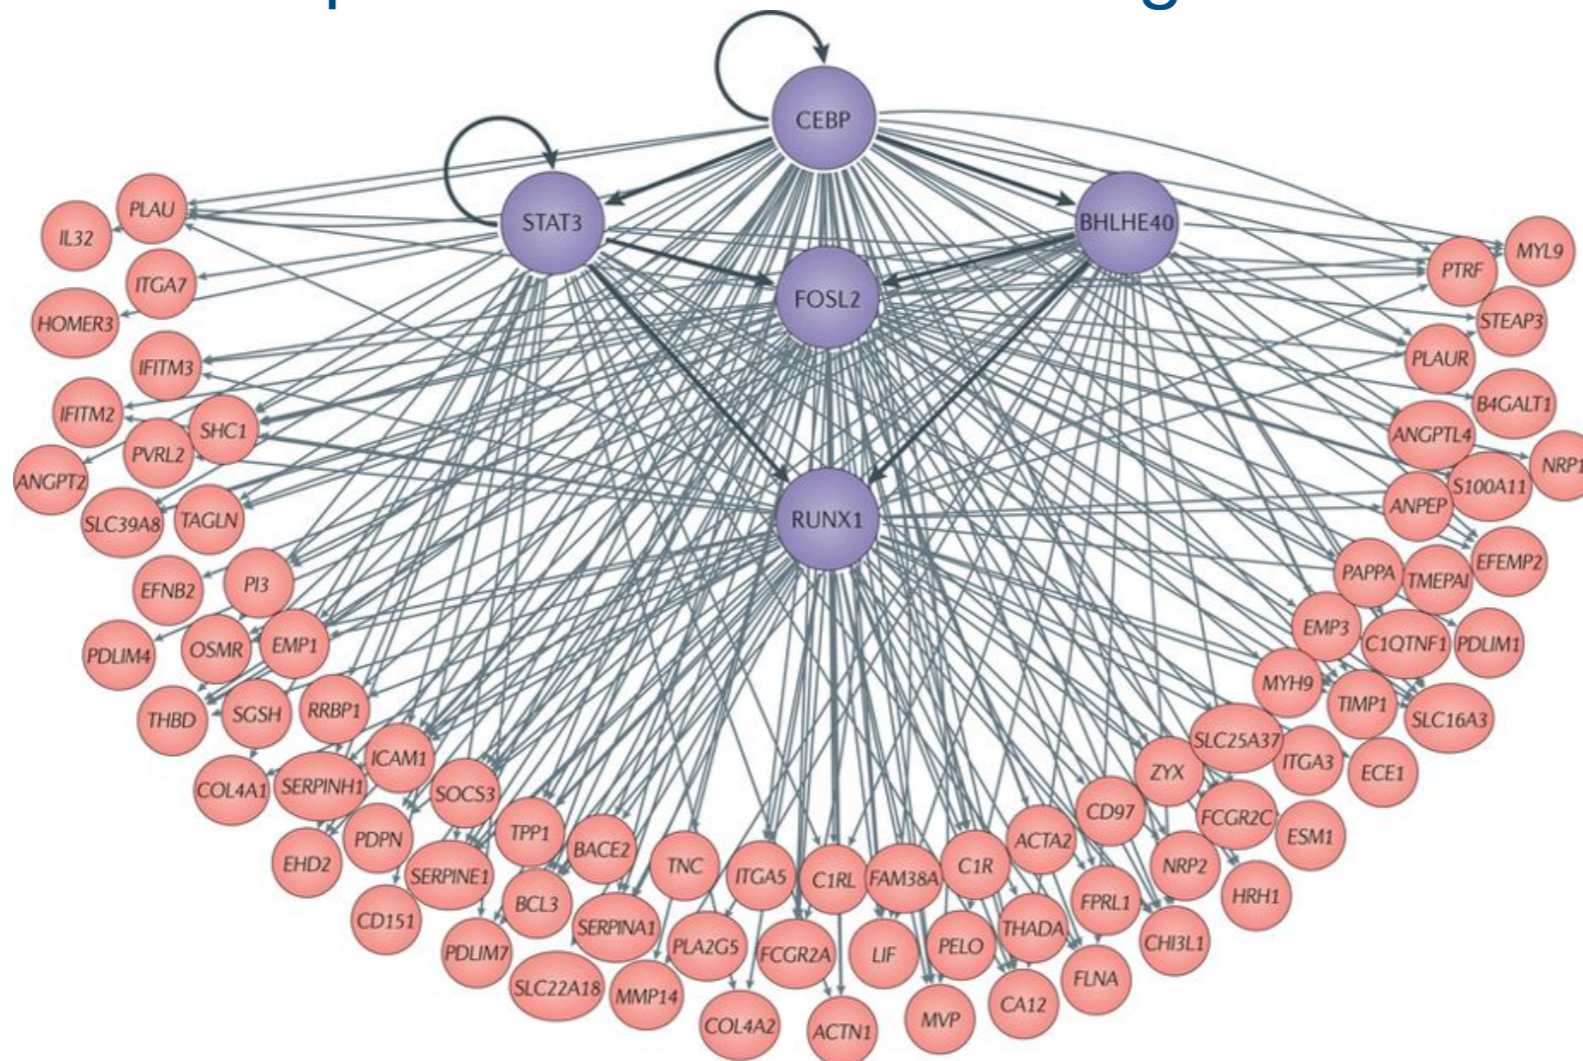 CEBP
STAT3
BHLHE40
FOSL2
RUNX1
PLAU
IL32
ITGA7
HOMER3
IFITM3
IFITM2
SHC1
PVRL2
ANGPT2
SLC39A8
TAGLN
EFNB2
PI3
PDLIM4
OSMR
EMP1
THBD
SGSH
RRBP1
COL4A1
SERPINH1
ICAM1
EHD2
PDPN
SOCS3
CD151
SERPINE1
TPP1
PDLIM7
BCL3
BACE2
SLC22A18
SERPINA1
MMP14
TNC
PLA2G5
COL4A2
ITGA5
FCGR2A
ACTN1
C1RL
LIF
FAM38A
MVP
PELO
C1R
CA12
THADA
ACTA2
FLNA
FPRL1
CD97
CHI3L1
NRP2
ZYX
HRH1
FCGR2C
SLC25A37
ESM1
ITGA3
ECE1
MYH9
TIMP1
SLC16A3
EMP3
C1QTNF1
PDLIM1
PAPPA
TMEPAI
EFEMP2
ANPEP
S100A11
NRP1
ANGPTL4
B4GALT1
PLAUR
STEAP3
PTRF
MYL9